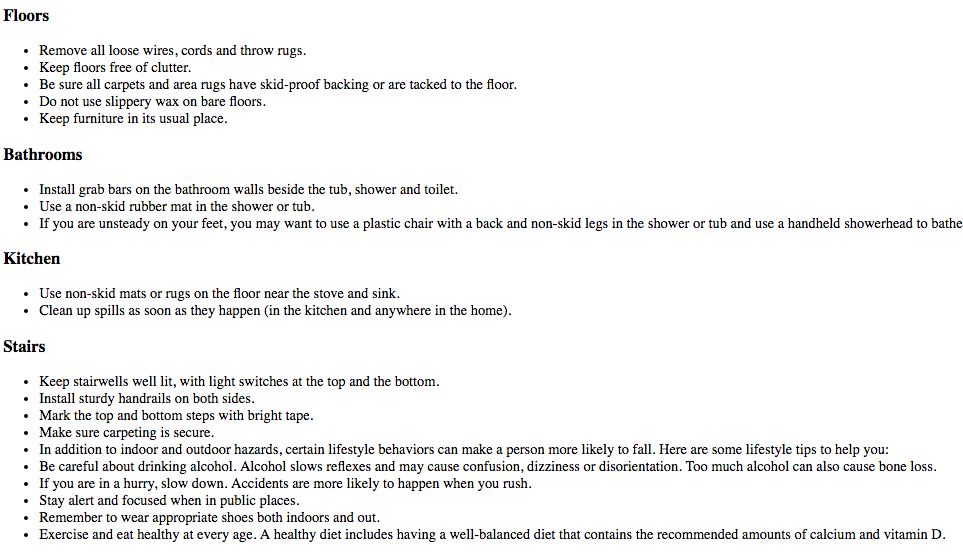 Floors
• Remove all loose wires, cords and throw rugs.
• Keep floors free of clutter.
• Be sure all carpets and area rugs have skid-proof backing or are tacked to the floor.
• Do not use slippery wax on bare floors.
• Keep furniture in its usual place.
Bathrooms
• Install grab bars on the bathroom walls beside the tub, shower and toilet.
• Use a non-skid rubber mat in the shower or tub.
• If you are unsteady on your feet, you may want to use a plastic chair with a back and non-skid legs in the shower or tub and use a handheld showerhead to bathe
Kitchen
• Use non-skid mats or rugs on the floor near the stove and sink.
• Clean up spills as soon as they happen (in the kitchen and anywhere in the home).
Stairs
• Keep stairwells well lit, with light switches at the top and the bottom.
• Install sturdy handrails on both sides.
• Mark the top and bottom steps with bright tape.
• Make sure carpeting is secure.
• In addition to indoor and outdoor hazards, certain lifestyle behaviors can make a person more likely to fall. Here are some lifestyle tips to help you:
• Be careful about drinking alcohol. Alcohol slows reflexes and may cause confusion, dizziness or disorientation. Too much alcohol can also cause bone loss.
• If you are in a hurry, slow down. Accidents are more likely to happen when you rush.
• Stay alert and focused when in public places.
• Remember to wear appropriate shoes both indoors and out.
• Exercise and eat healthy at every age. A healthy diet includes having a well-balanced diet that contains the recommended amounts of calcium and vitamin D.